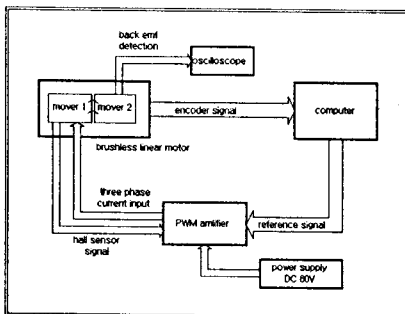 back emf
detection
oscilloscope
mover 1
mover 2
encoder signal
computer
brushless linear motor
three phase
current input
PWM amlifier
reference signal
hall sensor
signal
power supply
DC 60V